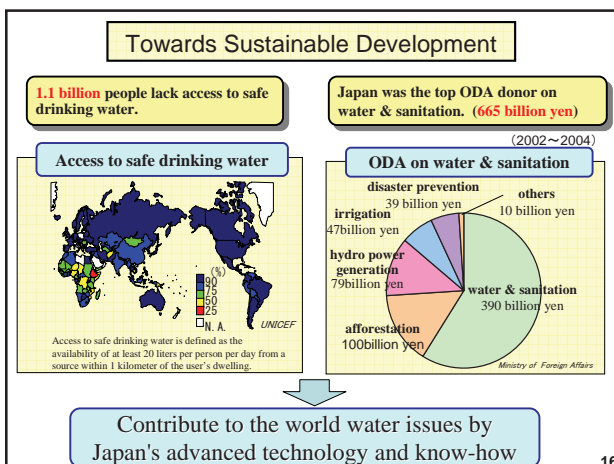 Towards Sustainable Development
1.1 billion people lack access to safe
drinking water.
Japan was the top ODA donor on
water & sanitation. (665 billion yen)
(2002～2004)
Access to safe drinking water
(%)
90
75
50
25
N.A.
UNICEF
Access to safe drinking water is defined as the
availability of at least 20 liters per person per day from a
source within 1 kilometer of the user's dwelling.
ODA on water & sanitation
disaster prevention
39 billion yen
others
10 billion yen
irrigation
47billion yen
hydro power
generation
79billion yen
water & sanitation
390 billion yen
afforestation
100billion yen
Ministry of Foreign Affairs
Contribute to the world water issues by
Japan's advanced technology and know-how
16